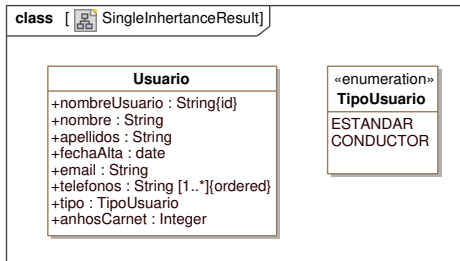 class [ SingleInhertanceResult]
Usuario
+nombreUsuario : String{id}
+nombre : String
+apellidos : String
+fechaAlta : date
+email : String
+telefonos : String [1..*]{ordered}
+tipo : TipoUsuario
+anhosCarnet : Integer
«enumeration»
TipoUsuario
ESTANDAR
CONDUCTOR